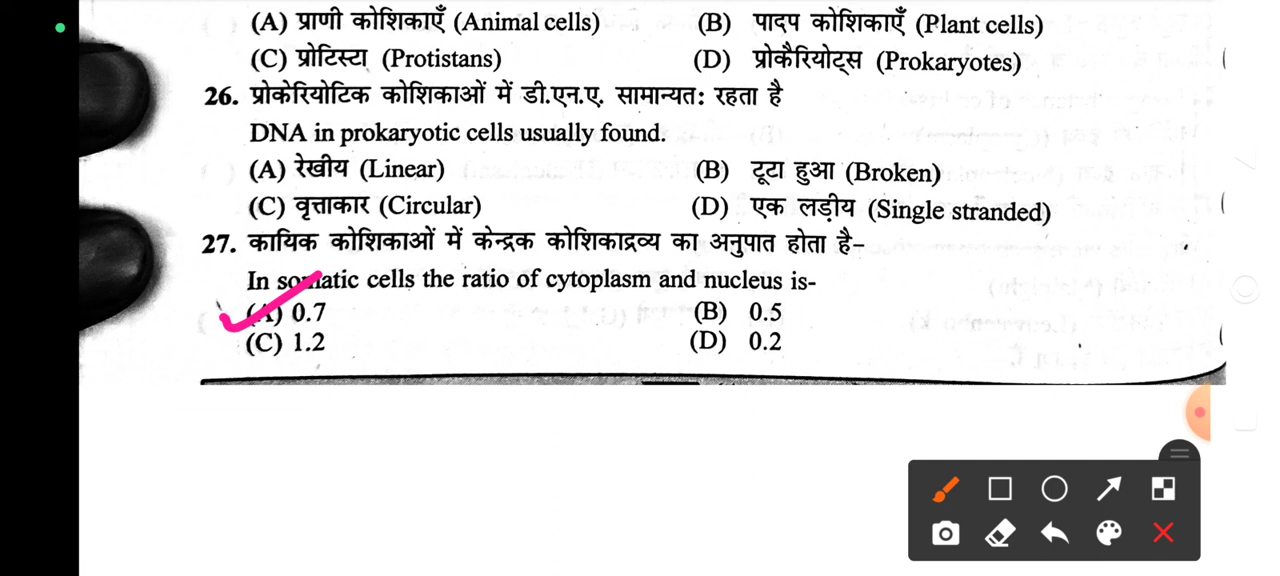 (A) प्राणी कोशिकाएँ (Animal cells) (B) पादप कोशिकाएँ (Plant cells)
(C) प्रोटिस्टा (Protistans) (D) प्रोकैरियोट्स (Prokaryotes)
26. प्रोकेरियोटिक कोशिकाओं में डी.एन.ए. सामान्यत: रहता है
DNA in prokaryotic cells usually found.
(A) रेखीय (Linear) (B) टूटा हुआ (Broken)
(C) वृत्ताकार (Circular) (D) एक लड़ीय (Single stranded)
27. कायिक कोशिकाओं में केन्द्रक कोशिकाद्रव्य का अनुपात होता है-
In somatic cells the ratio of cytoplasm and nucleus is-
(A) 0.7 (B) 0.5
(C) 1.2 (D) 0.2